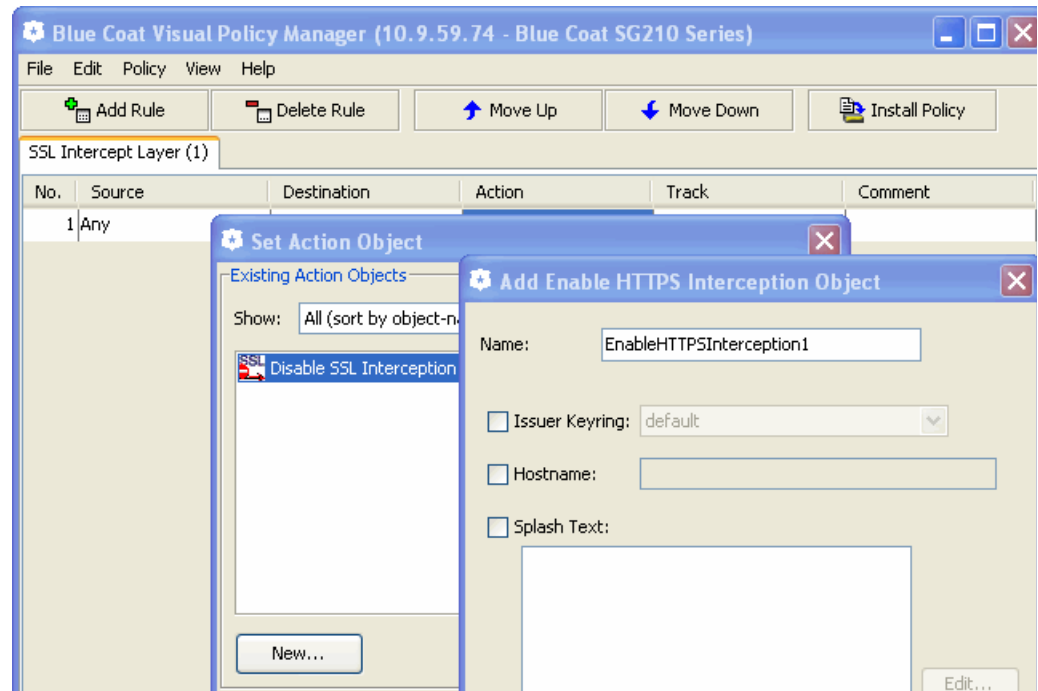 Blue Coat Visual Policy Manager (10.9.59.74 - Blue Coat SG210 Series)
File Edit Policy View Help
Add Rule Delete Rule Move Up Move Down Install Policy
SSL Intercept Layer (1)
No. Source Destination Action Track Comment
1 Any
Set Action Object
Existing Action Objects
Show: All (sort by object-n
SSL Disable SSL Interception
New...
Add Enable HTTPS Interception Object
Name: EnableHTTPSInterception1
Issuer Keyring: default
Hostname:
Splash Text:
Edit...